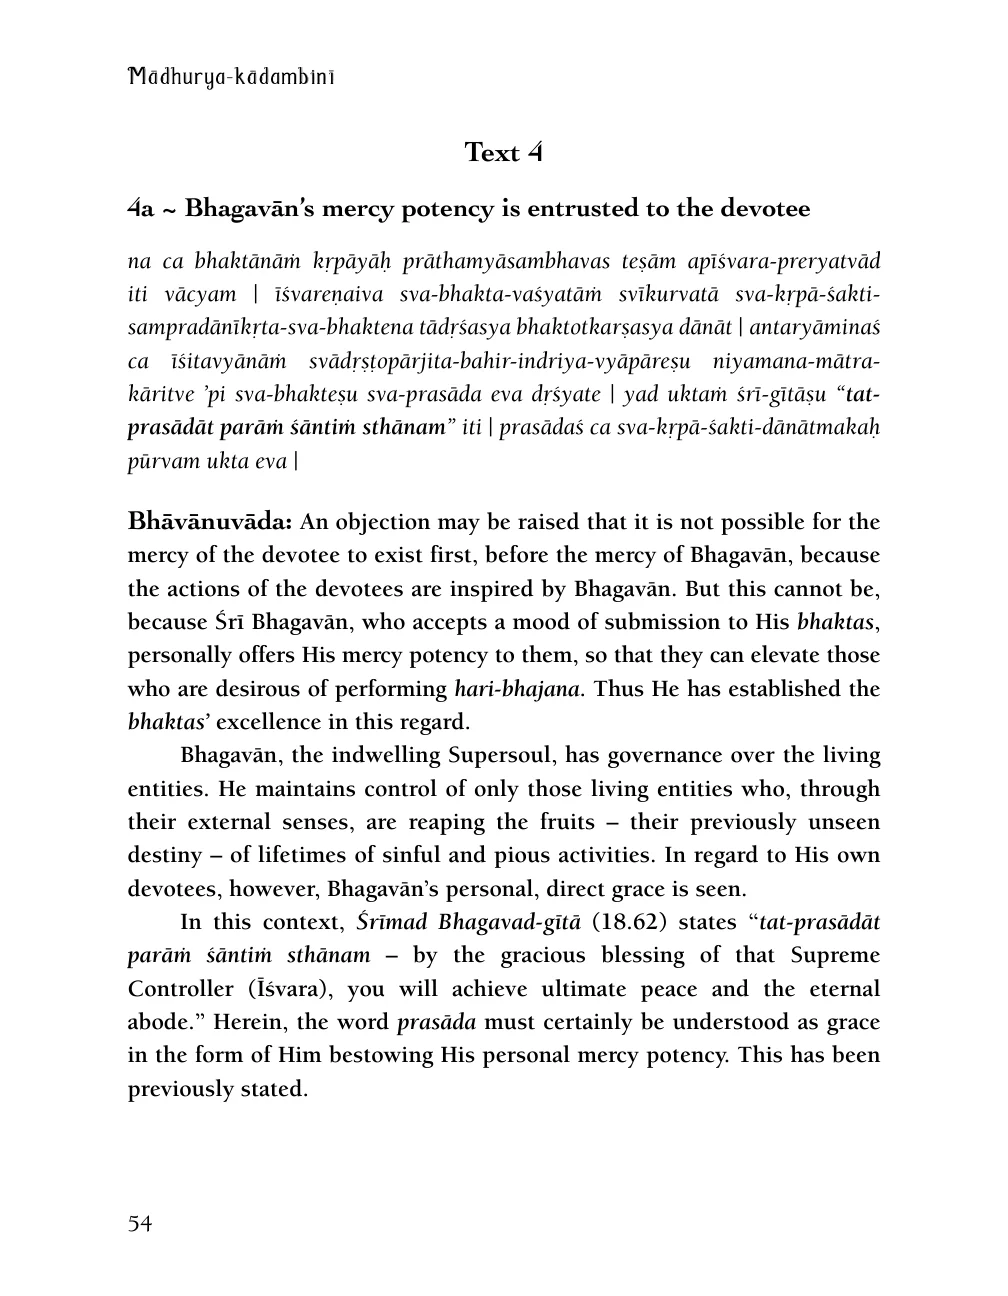 Mādhurya-kādambinī
Text 4
4a ~ Bhagavān’s mercy potency is entrusted to the devotee
na ca bhaktānāṁ kṛpāyāḥ prāthamyāsambhavas teṣām apīśvara-preryatvād
iti vācyam | īśvareṇaiva sva-bhakta-vaśyatāṁ svīkurvatā sva-kṛpā-śakti-
sampradānīkṛta-sva-bhaktena tādṛśasya bhaktotkarṣasya dānāt | antaryāminaś
ca īśitavyānāṁ svādṛṣṭopārjita-bahir-indriya-vyāpāreṣu niyamana-mātra-
kāritve ’pi sva-bhakteṣu sva-prasāda eva dṛśyate | yad uktaṁ śrī-gītāṣu “tat-
prasādāt parāṁ śāntiṁ sthānam” iti | prasādaś ca sva-kṛpā-śakti-dānātmakaḥ
pūrvam ukta eva |
Bhāvānuvāda: An objection may be raised that it is not possible for the
mercy of the devotee to exist first, before the mercy of Bhagavān, because
the actions of the devotees are inspired by Bhagavān. But this cannot be,
because Śrī Bhagavān, who accepts a mood of submission to His bhaktas,
personally offers His mercy potency to them, so that they can elevate those
who are desirous of performing hari-bhajana. Thus He has established the
bhaktas’ excellence in this regard.
Bhagavān, the indwelling Supersoul, has governance over the living
entities. He maintains control of only those living entities who, through
their external senses, are reaping the fruits – their previously unseen
destiny – of lifetimes of sinful and pious activities. In regard to His own
devotees, however, Bhagavān’s personal, direct grace is seen.
In this context, Śrīmad Bhagavad-gītā (18.62) states “tat-prasādāt
parāṁ śāntiṁ sthānam – by the gracious blessing of that Supreme
Controller (Īśvara), you will achieve ultimate peace and the eternal
abode.” Herein, the word prasāda must certainly be understood as grace
in the form of Him bestowing His personal mercy potency. This has been
previously stated.
54